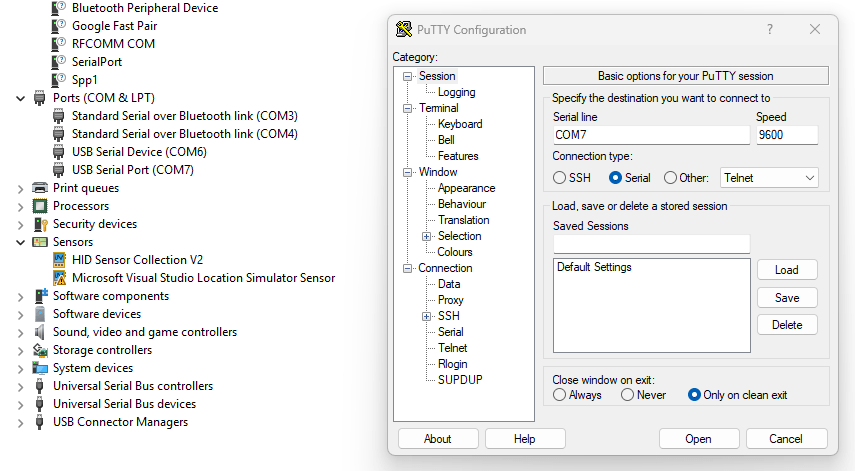 Bluetooth Peripheral Device
Google Fast Pair
RFCOMM COM
SerialPort
Spp1
Ports (COM & LPT)
Standard Serial over Bluetooth link (COM3)
Standard Serial over Bluetooth link (COM4)
USB Serial Device (COM6)
USB Serial Port (COM7)
Print queues
Processors
Security devices
Sensors
HID Sensor Collection V2
Microsoft Visual Studio Location Simulator Sensor
Software components
Software devices
Sound, video and game controllers
Storage controllers
System devices
Universal Serial Bus controllers
Universal Serial Bus devices
USB Connector Managers
PuTTY Configuration
?
Category:
Session
Logging
Terminal
Keyboard
Bell
Features
Window
Appearance
Behaviour
Translation
Selection
Colours
Connection
Data
Proxy
SSH
Serial
Telnet
Rlogin
SUPDUP
Basic options for your PuTTY session
Specify the destination you want to connect to
Serial line Speed
COM7 9600
Connection type:
SSH Serial Other: Telnet
Load, save or delete a stored session
Saved Sessions
Default Settings
Load
Save
Delete
Close window on exit:
Always Never Only on clean exit
About Help Open Cancel